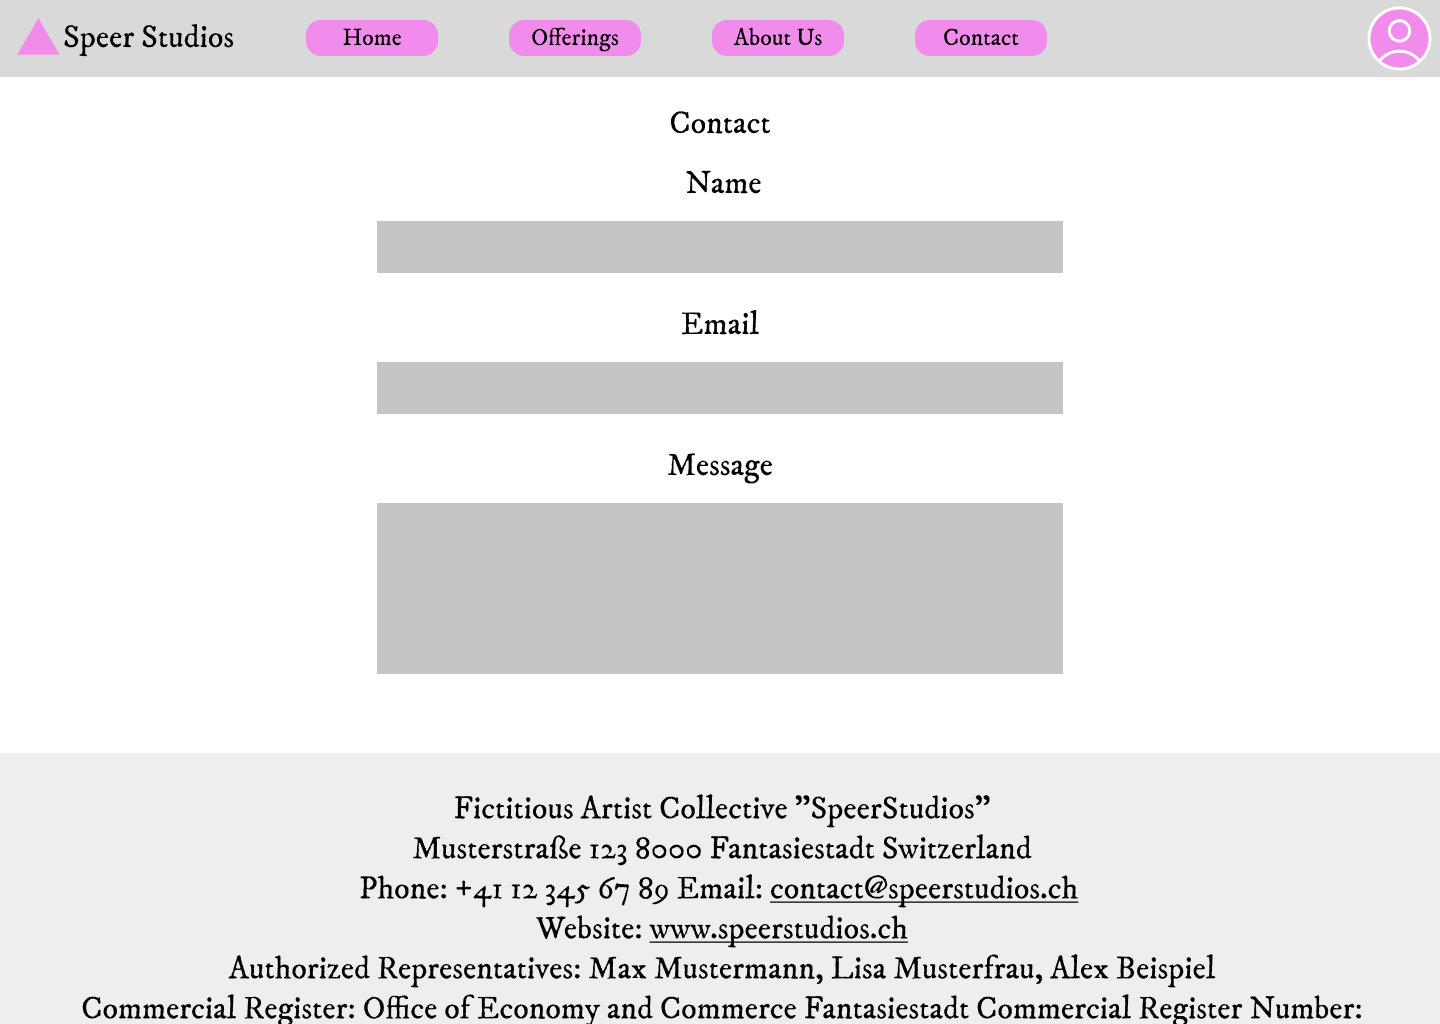 Speer Studios
Home
Offerings
About Us
Contact
Contact
Name
Email
Message
Fictitious Artist Collective ”SpeerStudios”
Musterstraße 123 8000 Fantasiestadt Switzerland
Phone: +41 12 345 67 89 Email: contact@speerstudios.ch
Website: www.speerstudios.ch
Authorized Representatives: Max Mustermann, Lisa Musterfrau, Alex Beispiel
Commercial Register: Office of Economy and Commerce Fantasiestadt Commercial Register Number: